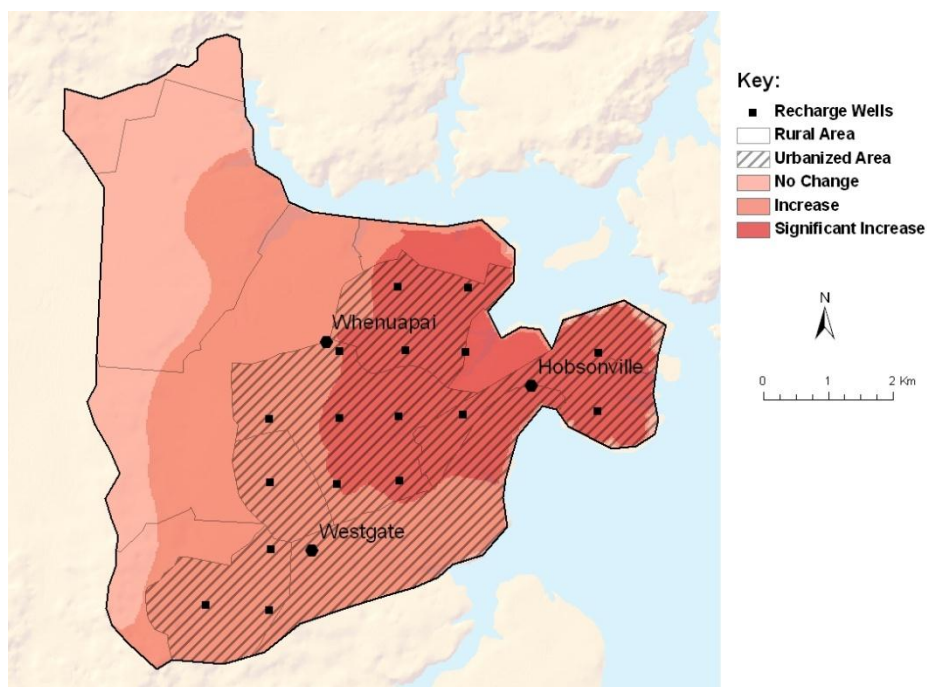 Key:
Recharge Wells
Rural Area
Urbanized Area
No Change
Increase
Significant Increase
N
0 1 2 Km
Whenuapai
Hobsonville
Westgate